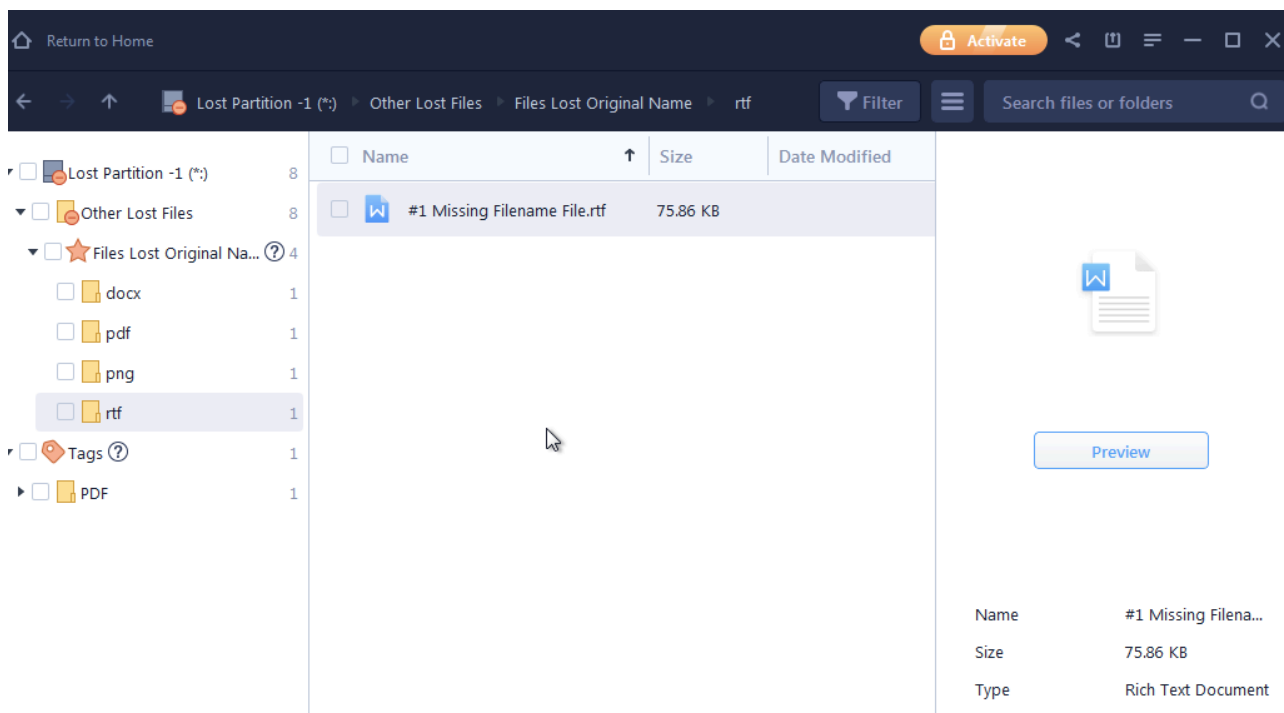 Return to Home
Activate
Lost Partition -1 (*:) Other Lost Files Files Lost Original Name rtf
Filter
Search files or folders
Lost Partition -1 (*:) 8
Other Lost Files 8
Files Lost Original Na... ? 4
docx 1
pdf 1
png 1
rtf 1
Tags ? 1
PDF 1
Name Size Date Modified
W #1 Missing Filename File.rtf 75.86 KB
W
Preview
Name #1 Missing Filena...
Size 75.86 KB
Type Rich Text Document